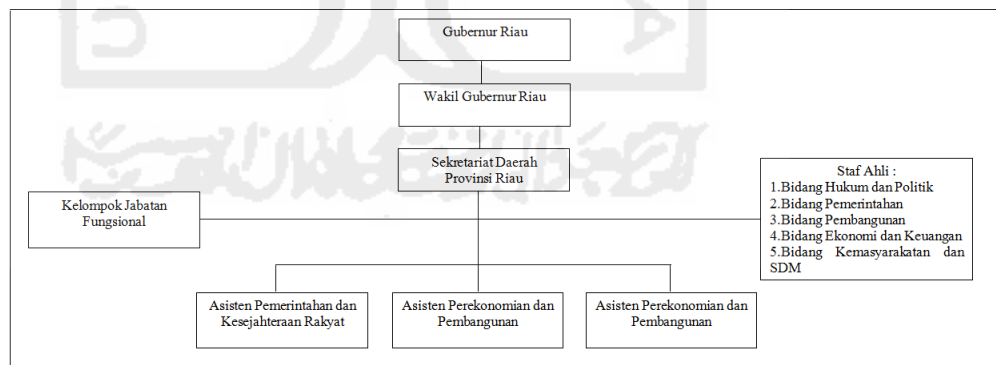 Gubernur Riau
Wakil Gubernur Riau
Sekretariat Daerah
Provinsi Riau
Kelompok Jabatan
Fungsional
Staf Ahli :
1.Bidang Hukum dan Politik
2.Bidang Pemerintahan
3.Bidang Pembangunan
4.Bidang Ekonomi dan Keuangan
5.Bidang Kemasyarakatan dan
SDM
Asisten Pemerintahan dan
Kesejahteraan Rakyat
Asisten Perekonomian dan
Pembangunan
Asisten Perekonomian dan
Pembangunan